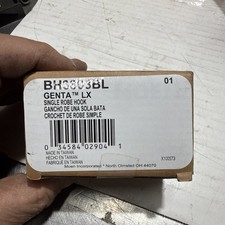 BH3803BL
01
GENTA™ LX
SINGLE ROBE HOOK
GANCHO DE UNA SOLA BATA
CROCHET DE ROBE SIMPLE
0 34584 02904 1
MADE IN TAIWAN
HECHO EN TAIWAN
FABRIQUÉ EN TAIWAN
Moen Incorporated North Olmsted OH 44070